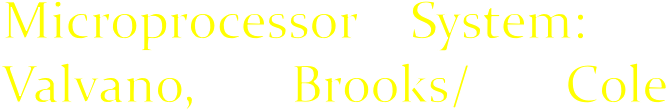 Microprocessor System:
Valvano, Brooks/ Cole